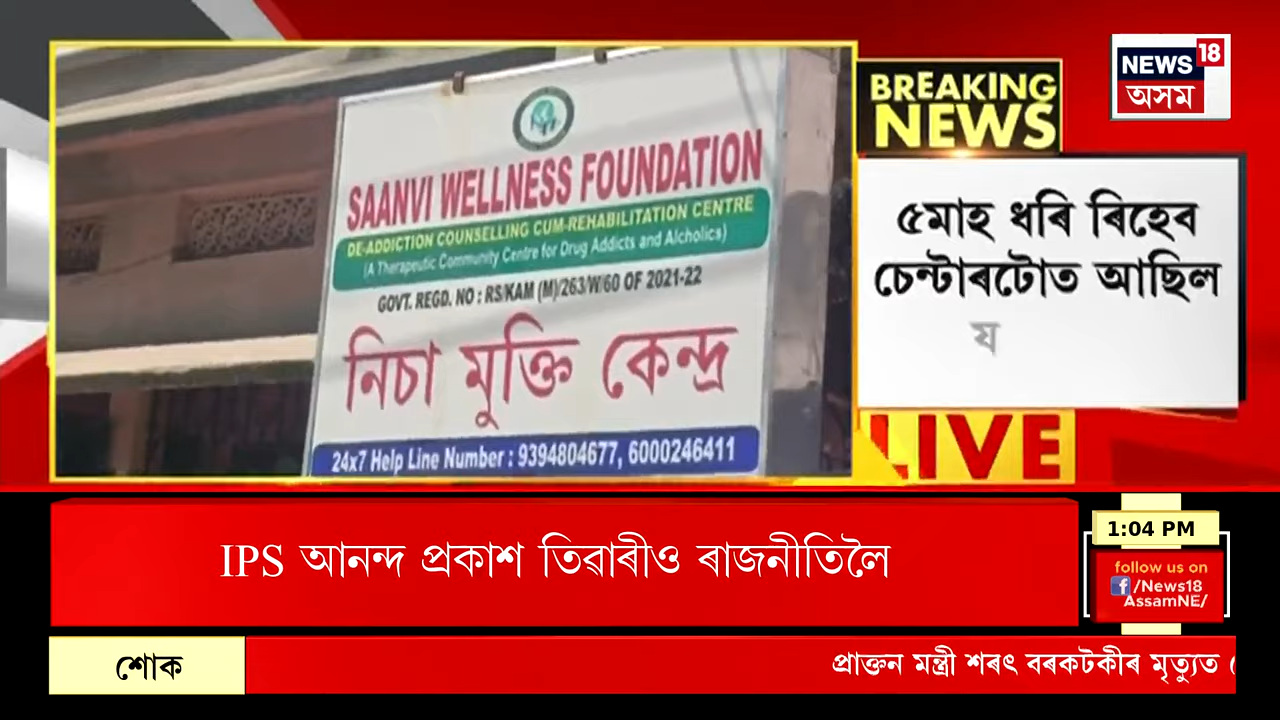 SAANVI WELLNESS FOUNDATION
DE-ADDICTION COUNSELLING CUM-REHABILITATION CENTRE
(A Therapeutic Community Centre for Drug Addicts and Alcholics)
GOVT. REGD. NO : RS/KAM (M)/263/W/60 OF 2021-22
নিচা মুক্তি কেন্দ্ৰ
24x7 Help Line Number : 9394804677, 6000246411
BREAKING
NEWS
NEWS 18
অসম
৫মাহ ধৰি ৰিহেব
চেন্টাৰটোত আছিল
য
LIVE
IPS আনন্দ প্ৰকাশ তিৱাৰীও ৰাজনীতিলৈ
1:04 PM
follow us on
/News18
AssamNE/
শোক
প্ৰাক্তন মন্ত্ৰী শৰৎ বৰকটকীৰ মৃত্যুত